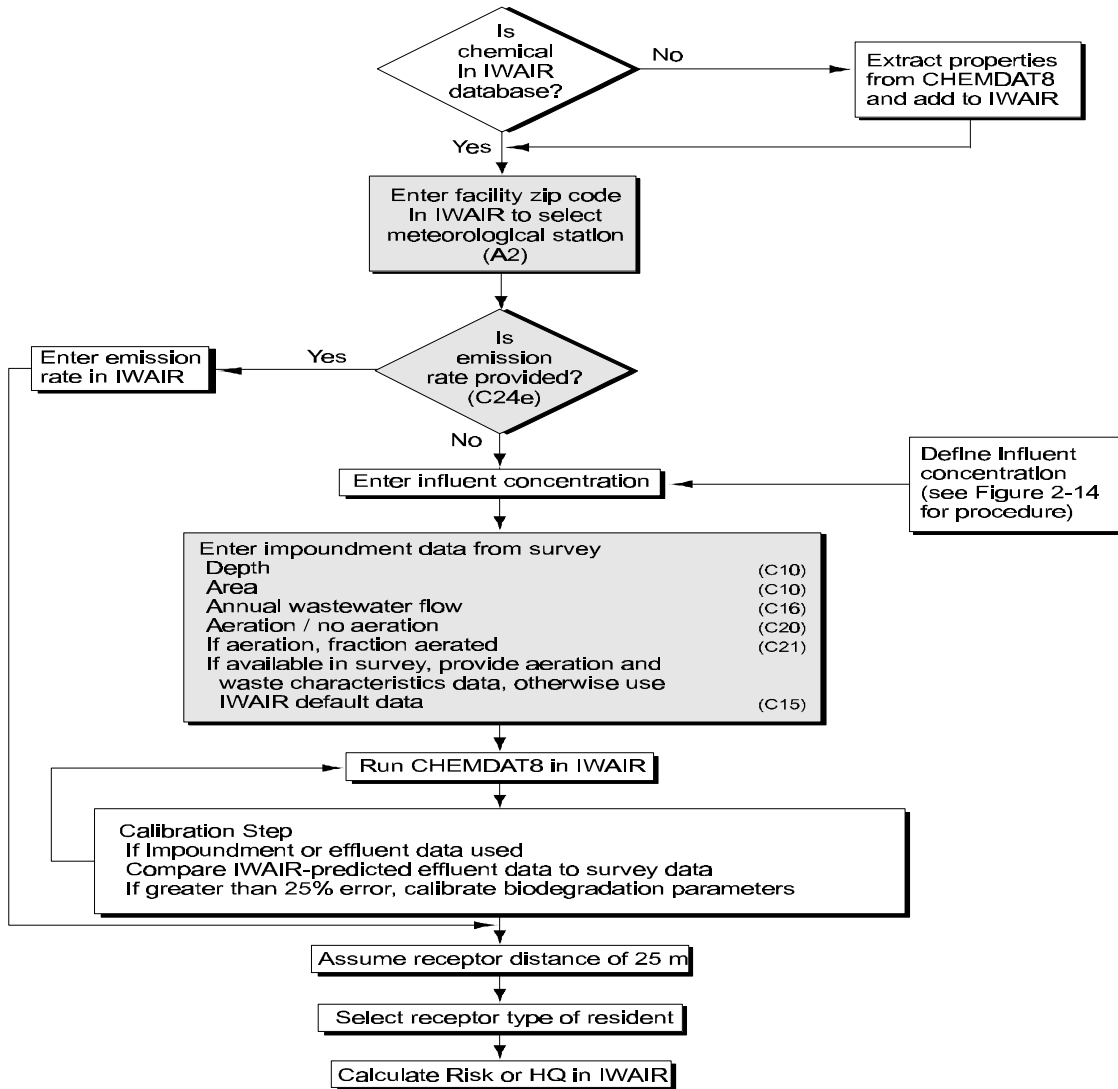 Is
chemical
in IWAIR
database?
No
Extract properties
from CHEMDAT8
and add to IWAIR
Yes
Enter facility zip code
in IWAIR to select
meteorological station
(A2)
Is
emission
rate provided?
(C24e)
Yes
Enter emission
rate in IWAIR
No
Enter influent concentration
Define influent
concentration
(see Figure 2-14
for procedure)
Enter impoundment data from survey
Depth (C10)
Area (C10)
Annual wastewater flow (C16)
Aeration / no aeration (C20)
If aeration, fraction aerated (C21)
If available in survey, provide aeration and
waste characteristics data, otherwise use
IWAIR default data (C15)
Run CHEMDAT8 in IWAIR
Calibration Step
If impoundment or effluent data used
Compare IWAIR-predicted effluent data to survey data
If greater than 25% error, calibrate biodegradation parameters
Assume receptor distance of 25 m
Select receptor type of resident
Calculate Risk or HQ in IWAIR